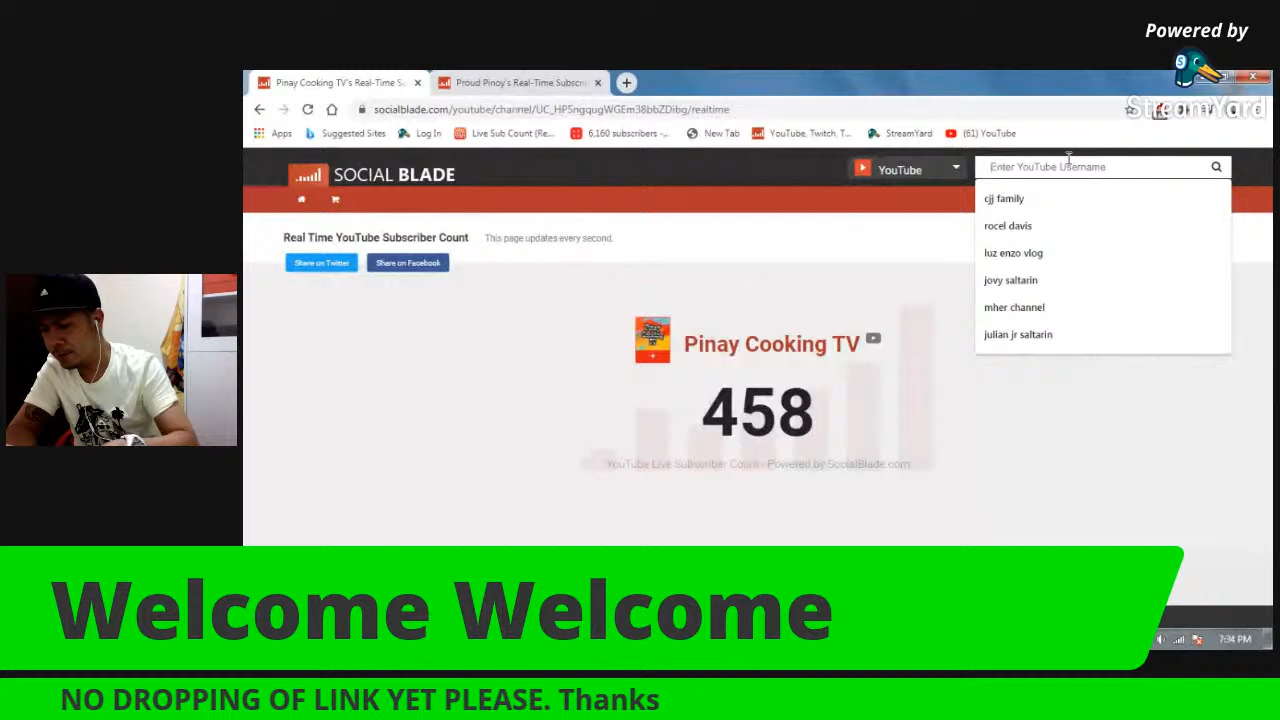 Powered by
StreamYard
Pinay Cooking TV's Real-Time Su
Proud Pinoy's Real-Time Subscri
socialblade.com/youtube/channel/UC_HP5ngqugWGEm38bbZDibg/realtime
Apps
Suggested Sites
Log In
Live Sub Count (Re...
6,160 subscribers -...
New Tab
YouTube, Twitch, T...
StreamYard
(61) YouTube
SOCIAL BLADE
YouTube
Enter YouTube Username
cjj family
rocel davis
luz enzo vlog
jovy saltarin
mher channel
julian jr saltarin
Real Time YouTube Subscriber Count
This page updates every second.
Share on Twitter
Share on Facebook
Pinay Cooking TV
458
YouTube Live Subscriber Count - Powered by SocialBlade.com
Welcome Welcome
7:34 PM
NO DROPPING OF LINK YET PLEASE. Thanks